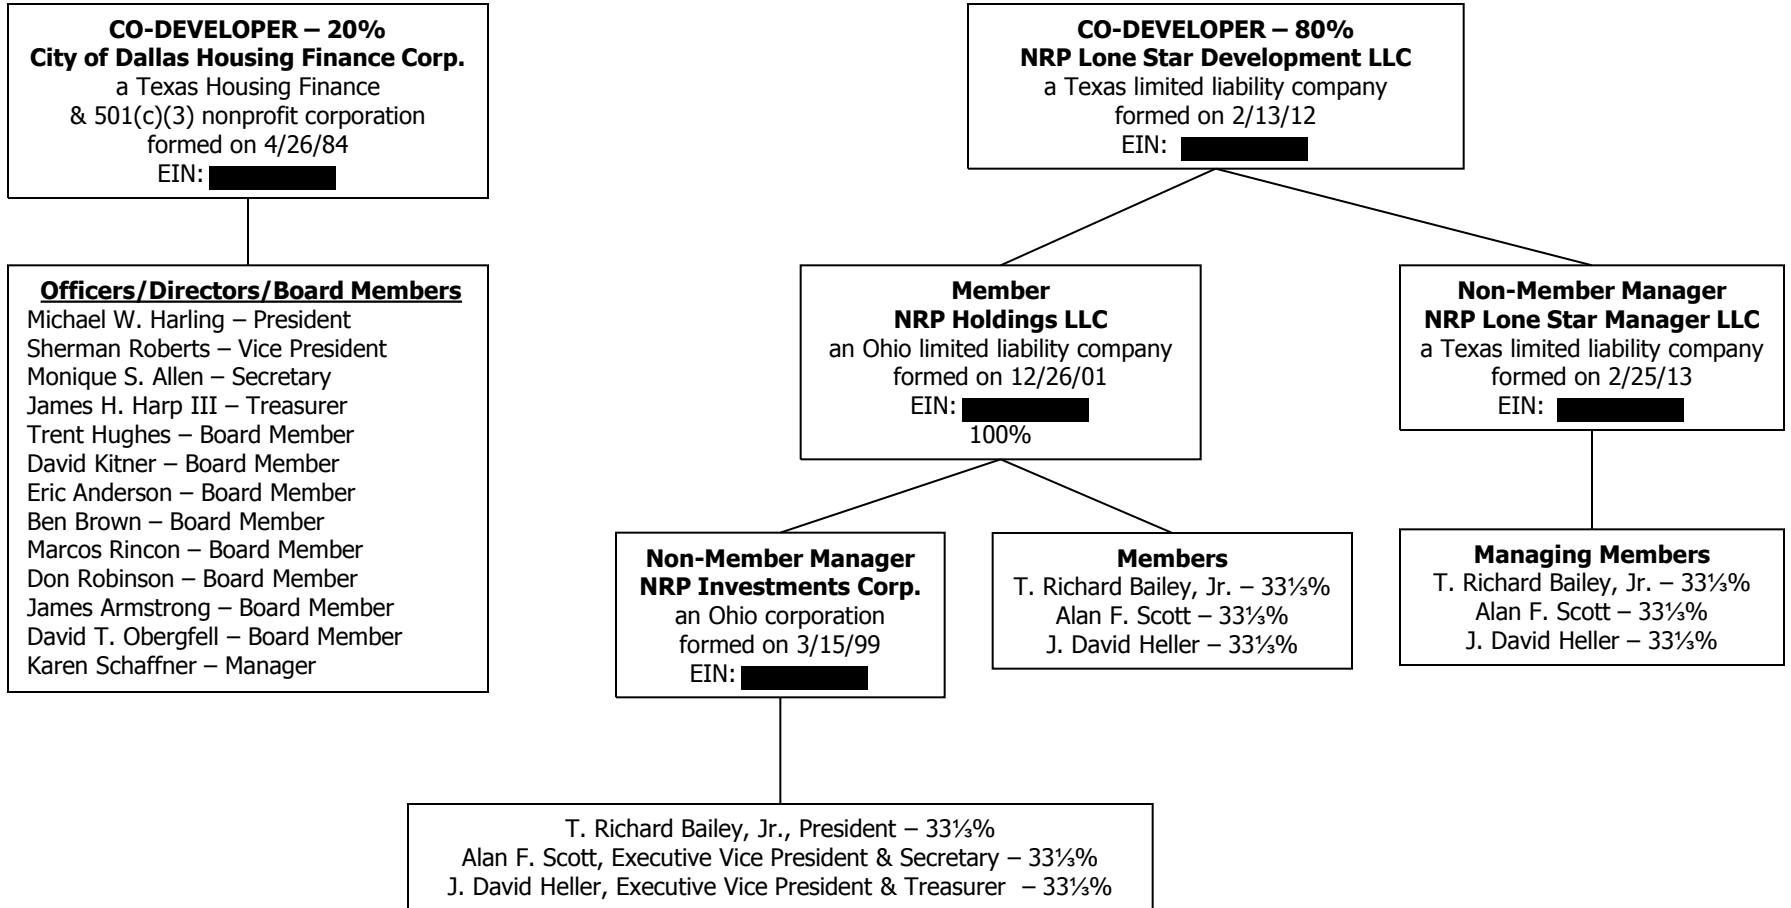 CO-DEVELOPER – 20%
City of Dallas Housing Finance Corp.
a Texas Housing Finance
& 501(c)(3) nonprofit corporation
formed on 4/26/84
EIN:
CO-DEVELOPER – 80%
NRP Lone Star Development LLC
a Texas limited liability company
formed on 2/13/12
EIN:
Officers/Directors/Board Members
Michael W. Harling – President
Sherman Roberts – Vice President
Monique S. Allen – Secretary
James H. Harp III – Treasurer
Trent Hughes – Board Member
David Kitner – Board Member
Eric Anderson – Board Member
Ben Brown – Board Member
Marcos Rincon – Board Member
Don Robinson – Board Member
James Armstrong – Board Member
David T. Obergfell – Board Member
Karen Schaffner – Manager
Member
NRP Holdings LLC
an Ohio limited liability company
formed on 12/26/01
EIN:
100%
Non-Member Manager
NRP Lone Star Manager LLC
a Texas limited liability company
formed on 2/25/13
EIN:
Non-Member Manager
NRP Investments Corp.
an Ohio corporation
formed on 3/15/99
EIN:
Members
T. Richard Bailey, Jr. – 33⅓%
Alan F. Scott – 33⅓%
J. David Heller – 33⅓%
Managing Members
T. Richard Bailey, Jr. – 33⅓%
Alan F. Scott – 33⅓%
J. David Heller – 33⅓%
T. Richard Bailey, Jr., President – 33⅓%
Alan F. Scott, Executive Vice President & Secretary – 33⅓%
J. David Heller, Executive Vice President & Treasurer – 33⅓%